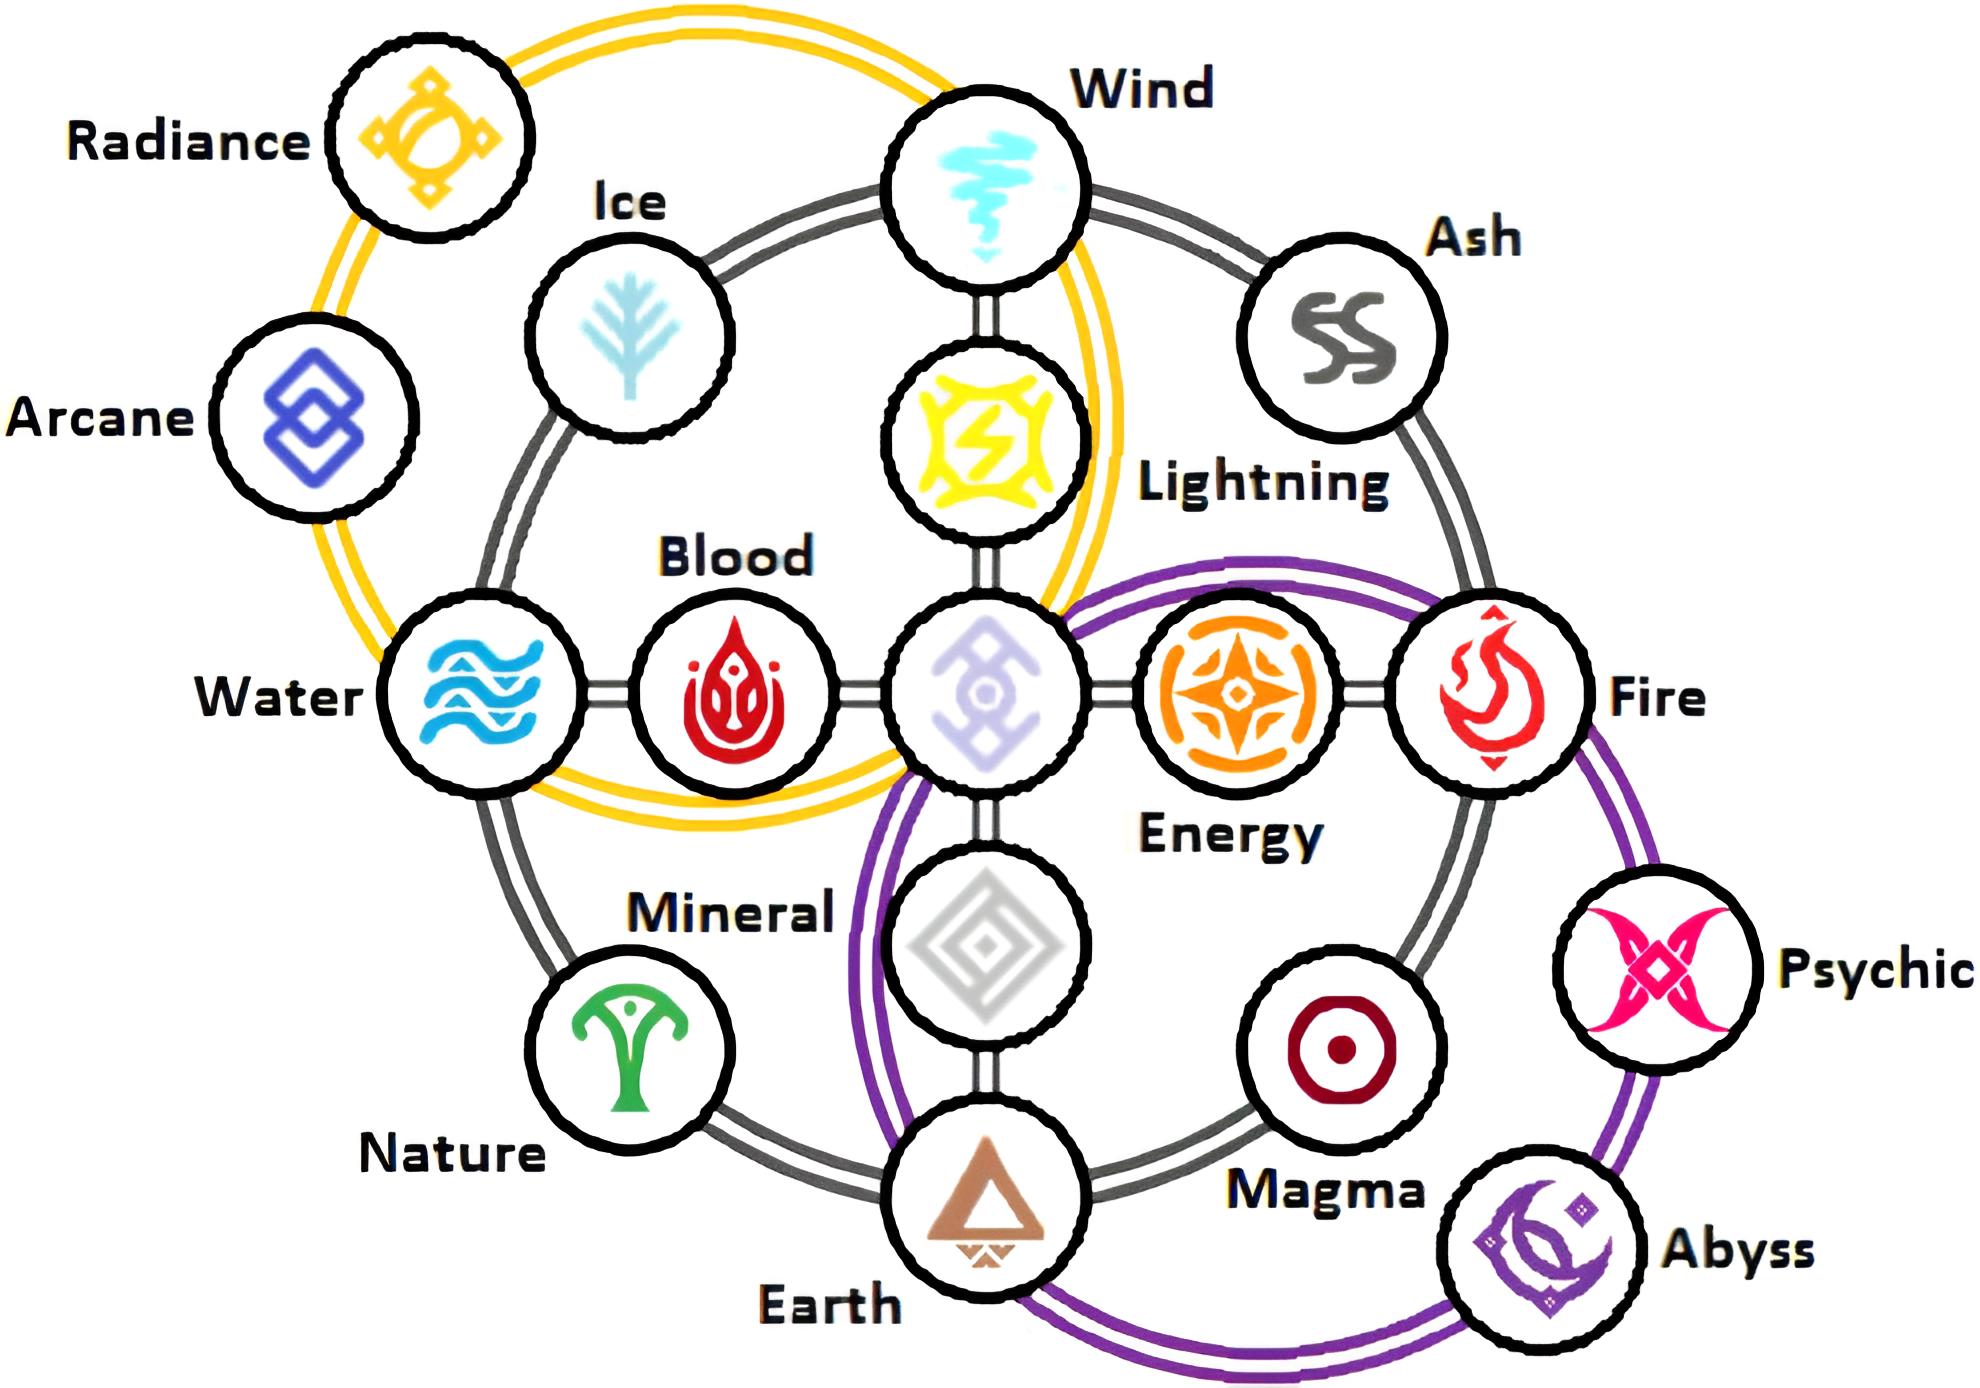 Wind
Radiance
Ice
Ash
Arcane
Lightning
Blood
Water
Fire
Energy
Mineral
Psychic
Nature
Magma
Abyss
Earth